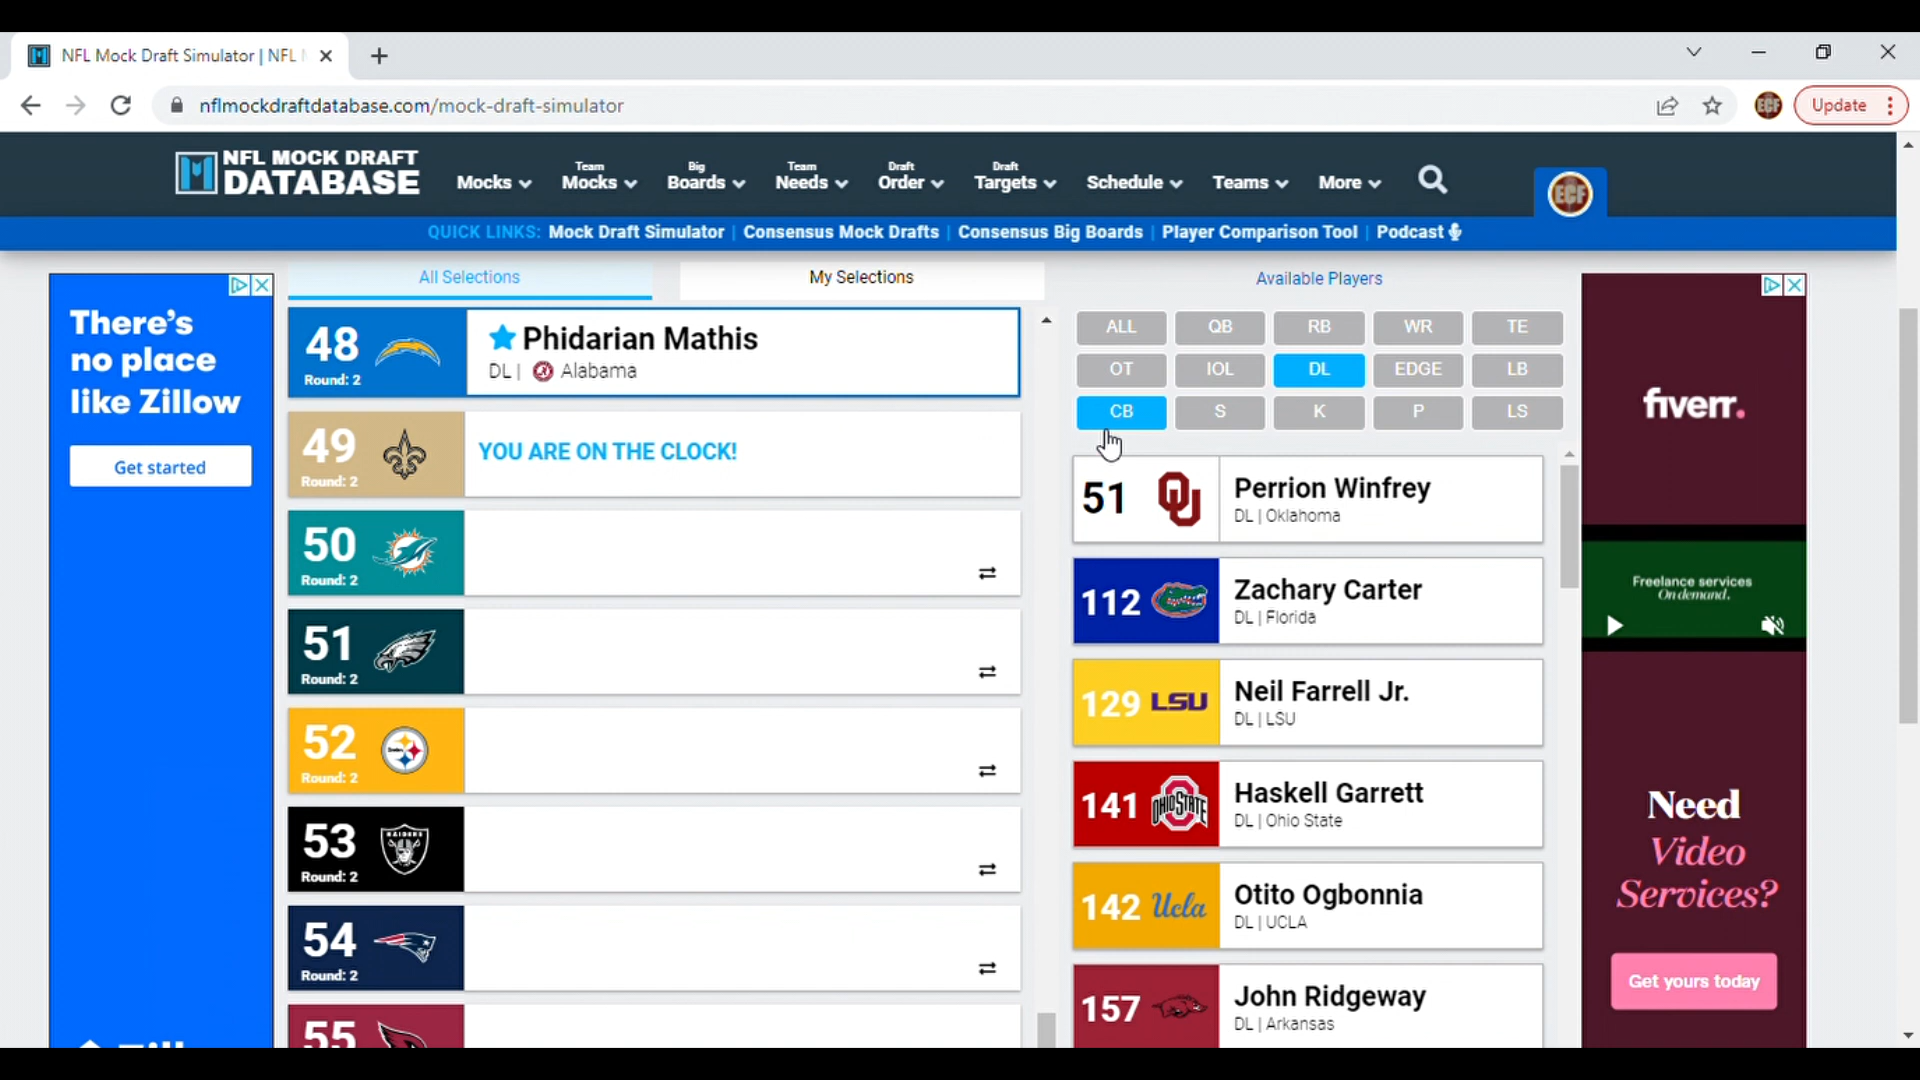 NFL Mock Draft Simulator | NFL
nflmockdraftdatabase.com/mock-draft-simulator
ECF
Update
NFL MOCK DRAFT
DATABASE
Mocks
Team
Mocks
Big
Boards
Team
Needs
Draft
Order
Draft
Targets
Schedule
Teams
More
ECF
QUICK LINKS: Mock Draft Simulator | Consensus Mock Drafts | Consensus Big Boards | Player Comparison Tool | Podcast
There's
no place
like Zillow
Get started
All Selections
My Selections
48
Round: 2
Phidarian Mathis
DL | Alabama
49
Round: 2
YOU ARE ON THE CLOCK!
50
Round: 2
51
Round: 2
52
Round: 2
Steelers
53
Round: 2
RAIDERS
54
Round: 2
55
Available Players
ALL QB RB WR TE
OT IOL DL EDGE LB
CB S K P LS
51 OU Perrion Winfrey
DL | Oklahoma
112 Zachary Carter
DL | Florida
129 LSU Neil Farrell Jr.
DL | LSU
141 OHIO STATE Haskell Garrett
DL | Ohio State
142 Ucla Otito Ogbonnia
DL | UCLA
157 John Ridgeway
DL | Arkansas
fiverr.
Freelance services
On demand.
Need
Video
Services?
Get yours today